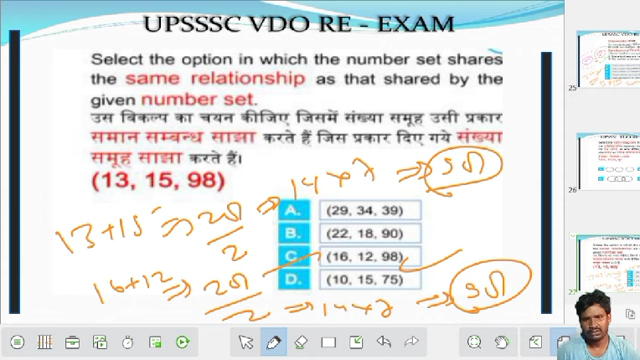 UPSSSC VDO RE - EXAM
Select the option in which the number set shares
the same relationship as that shared by the
given number set.
उस विकल्प का चयन कीजिए जिसमें संख्या समूह उसी प्रकार
समान सम्बन्ध साझा करते हैं जिस प्रकार दिए गये संख्या
समूह साझा करते हैं।
(13, 15, 98)
13+15 ⇒ 28/2 ⇒ 14×7 ⇒ 98
A. (29, 34, 39)
B. (22, 18, 90)
C. (16, 12, 98)
D. (10, 15, 75)
16+12 ⇒ 28/2 ⇒ 14×7 ⇒ 98
25
26